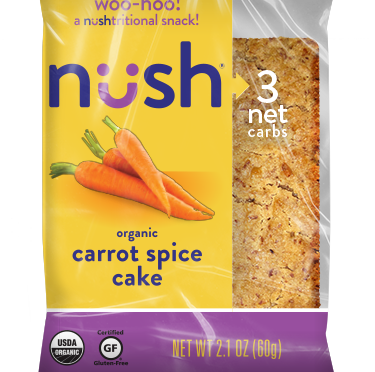 woo-hoo!
a nushtritional snack!
nüsh®
3
net
carbs
organic
carrot spice
cake
USDA
ORGANIC
Certified
GF
Gluten-Free
NET WT 2.1 OZ (60g)